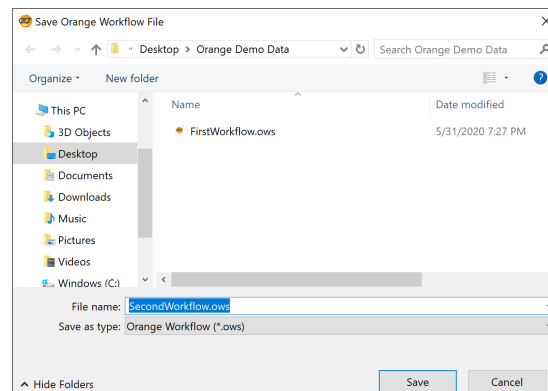 Save Orange Workflow File
« Desktop > Orange Demo Data
Search Orange Demo Data
Organize
New folder
Name
Date modified
This PC
3D Objects
Desktop
Documents
Downloads
Music
Pictures
Videos
Windows (C:)
FirstWorkflow.ows
5/31/2020 7:27 PM
File name: SecondWorkflow.ows
Save as type: Orange Workflow (*.ows)
Hide Folders
Save
Cancel